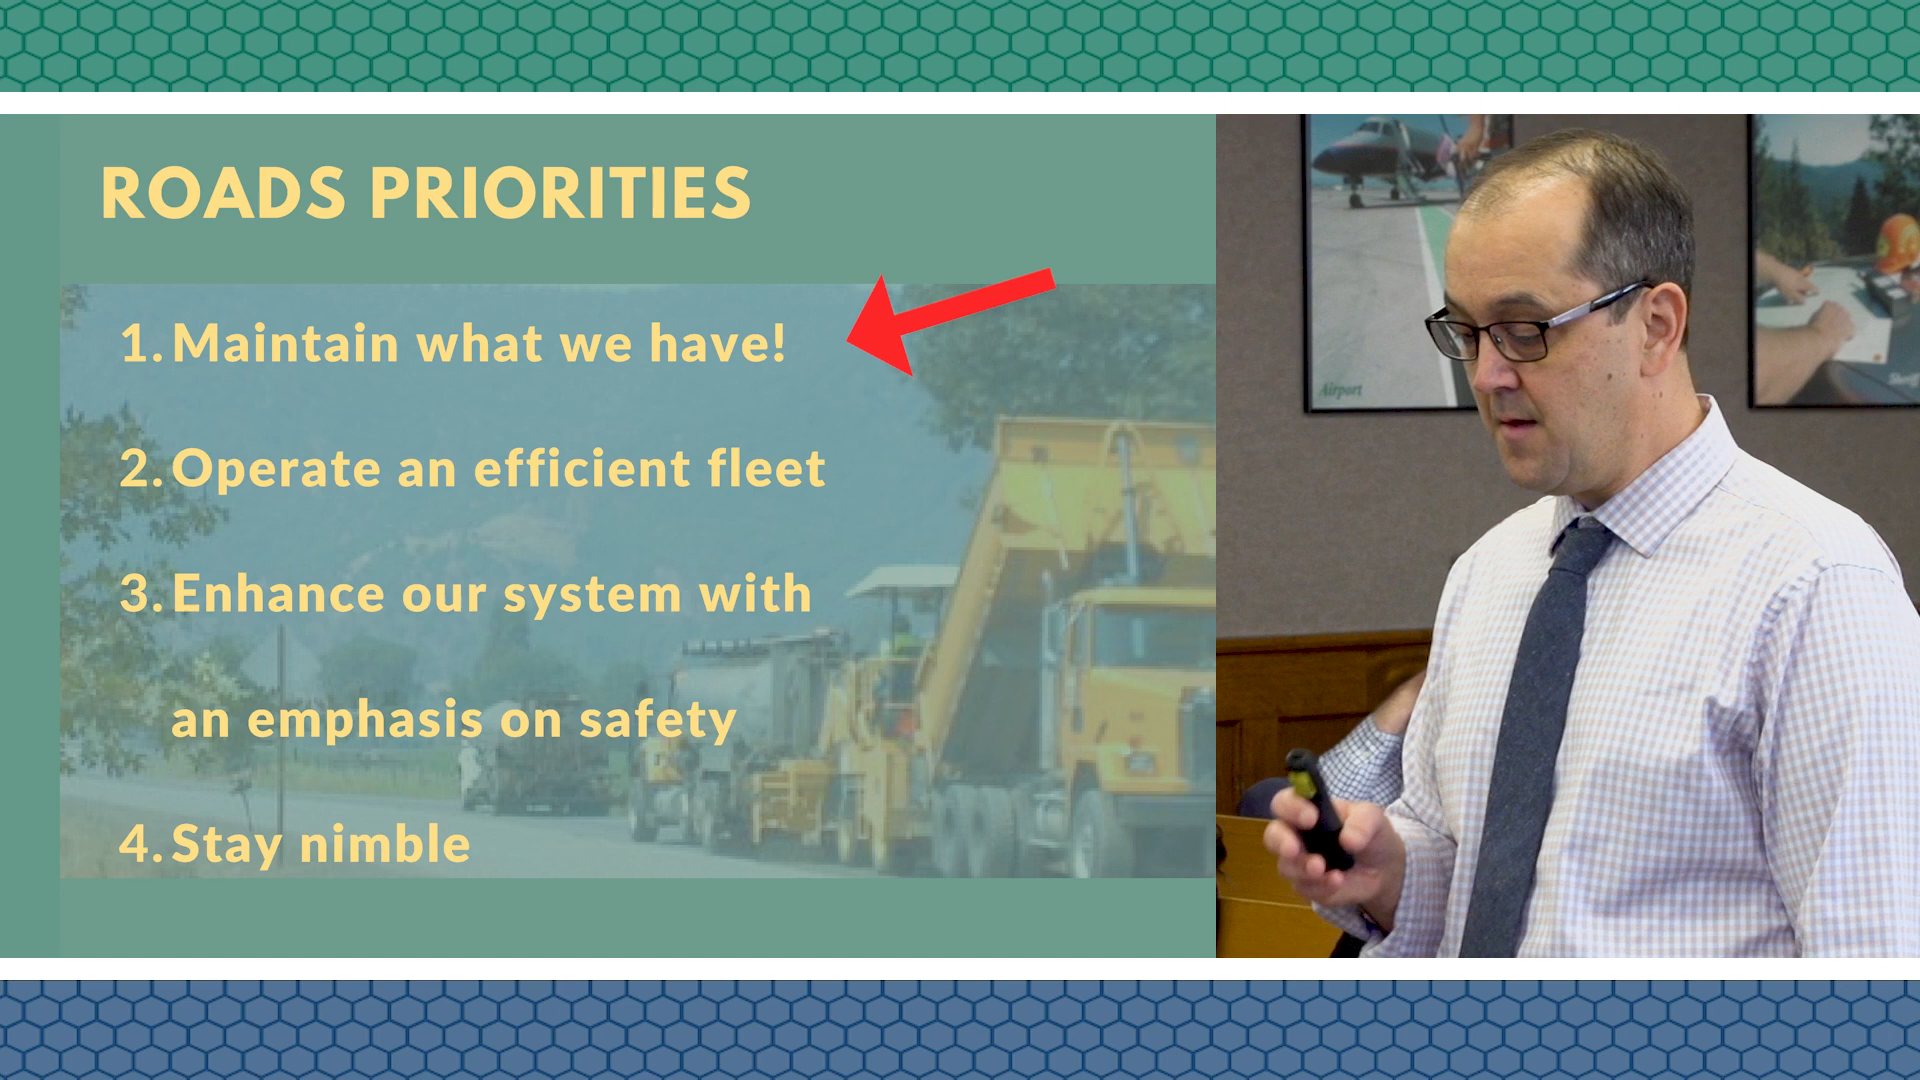 ROADS PRIORITIES
1. Maintain what we have!
2. Operate an efficient fleet
3. Enhance our system with
an emphasis on safety
4. Stay nimble
Airport